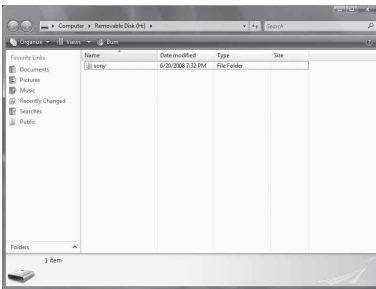 Computer ▸ Removable Disk (H:) ▸ Search
Organize Views Burn
Favorite Links
Documents
Pictures
Music
Recently Changed
Searches
Public
Folders
Name Date modified Type Size
sony 6/20/2008 7:32 PM File Folder
1 item